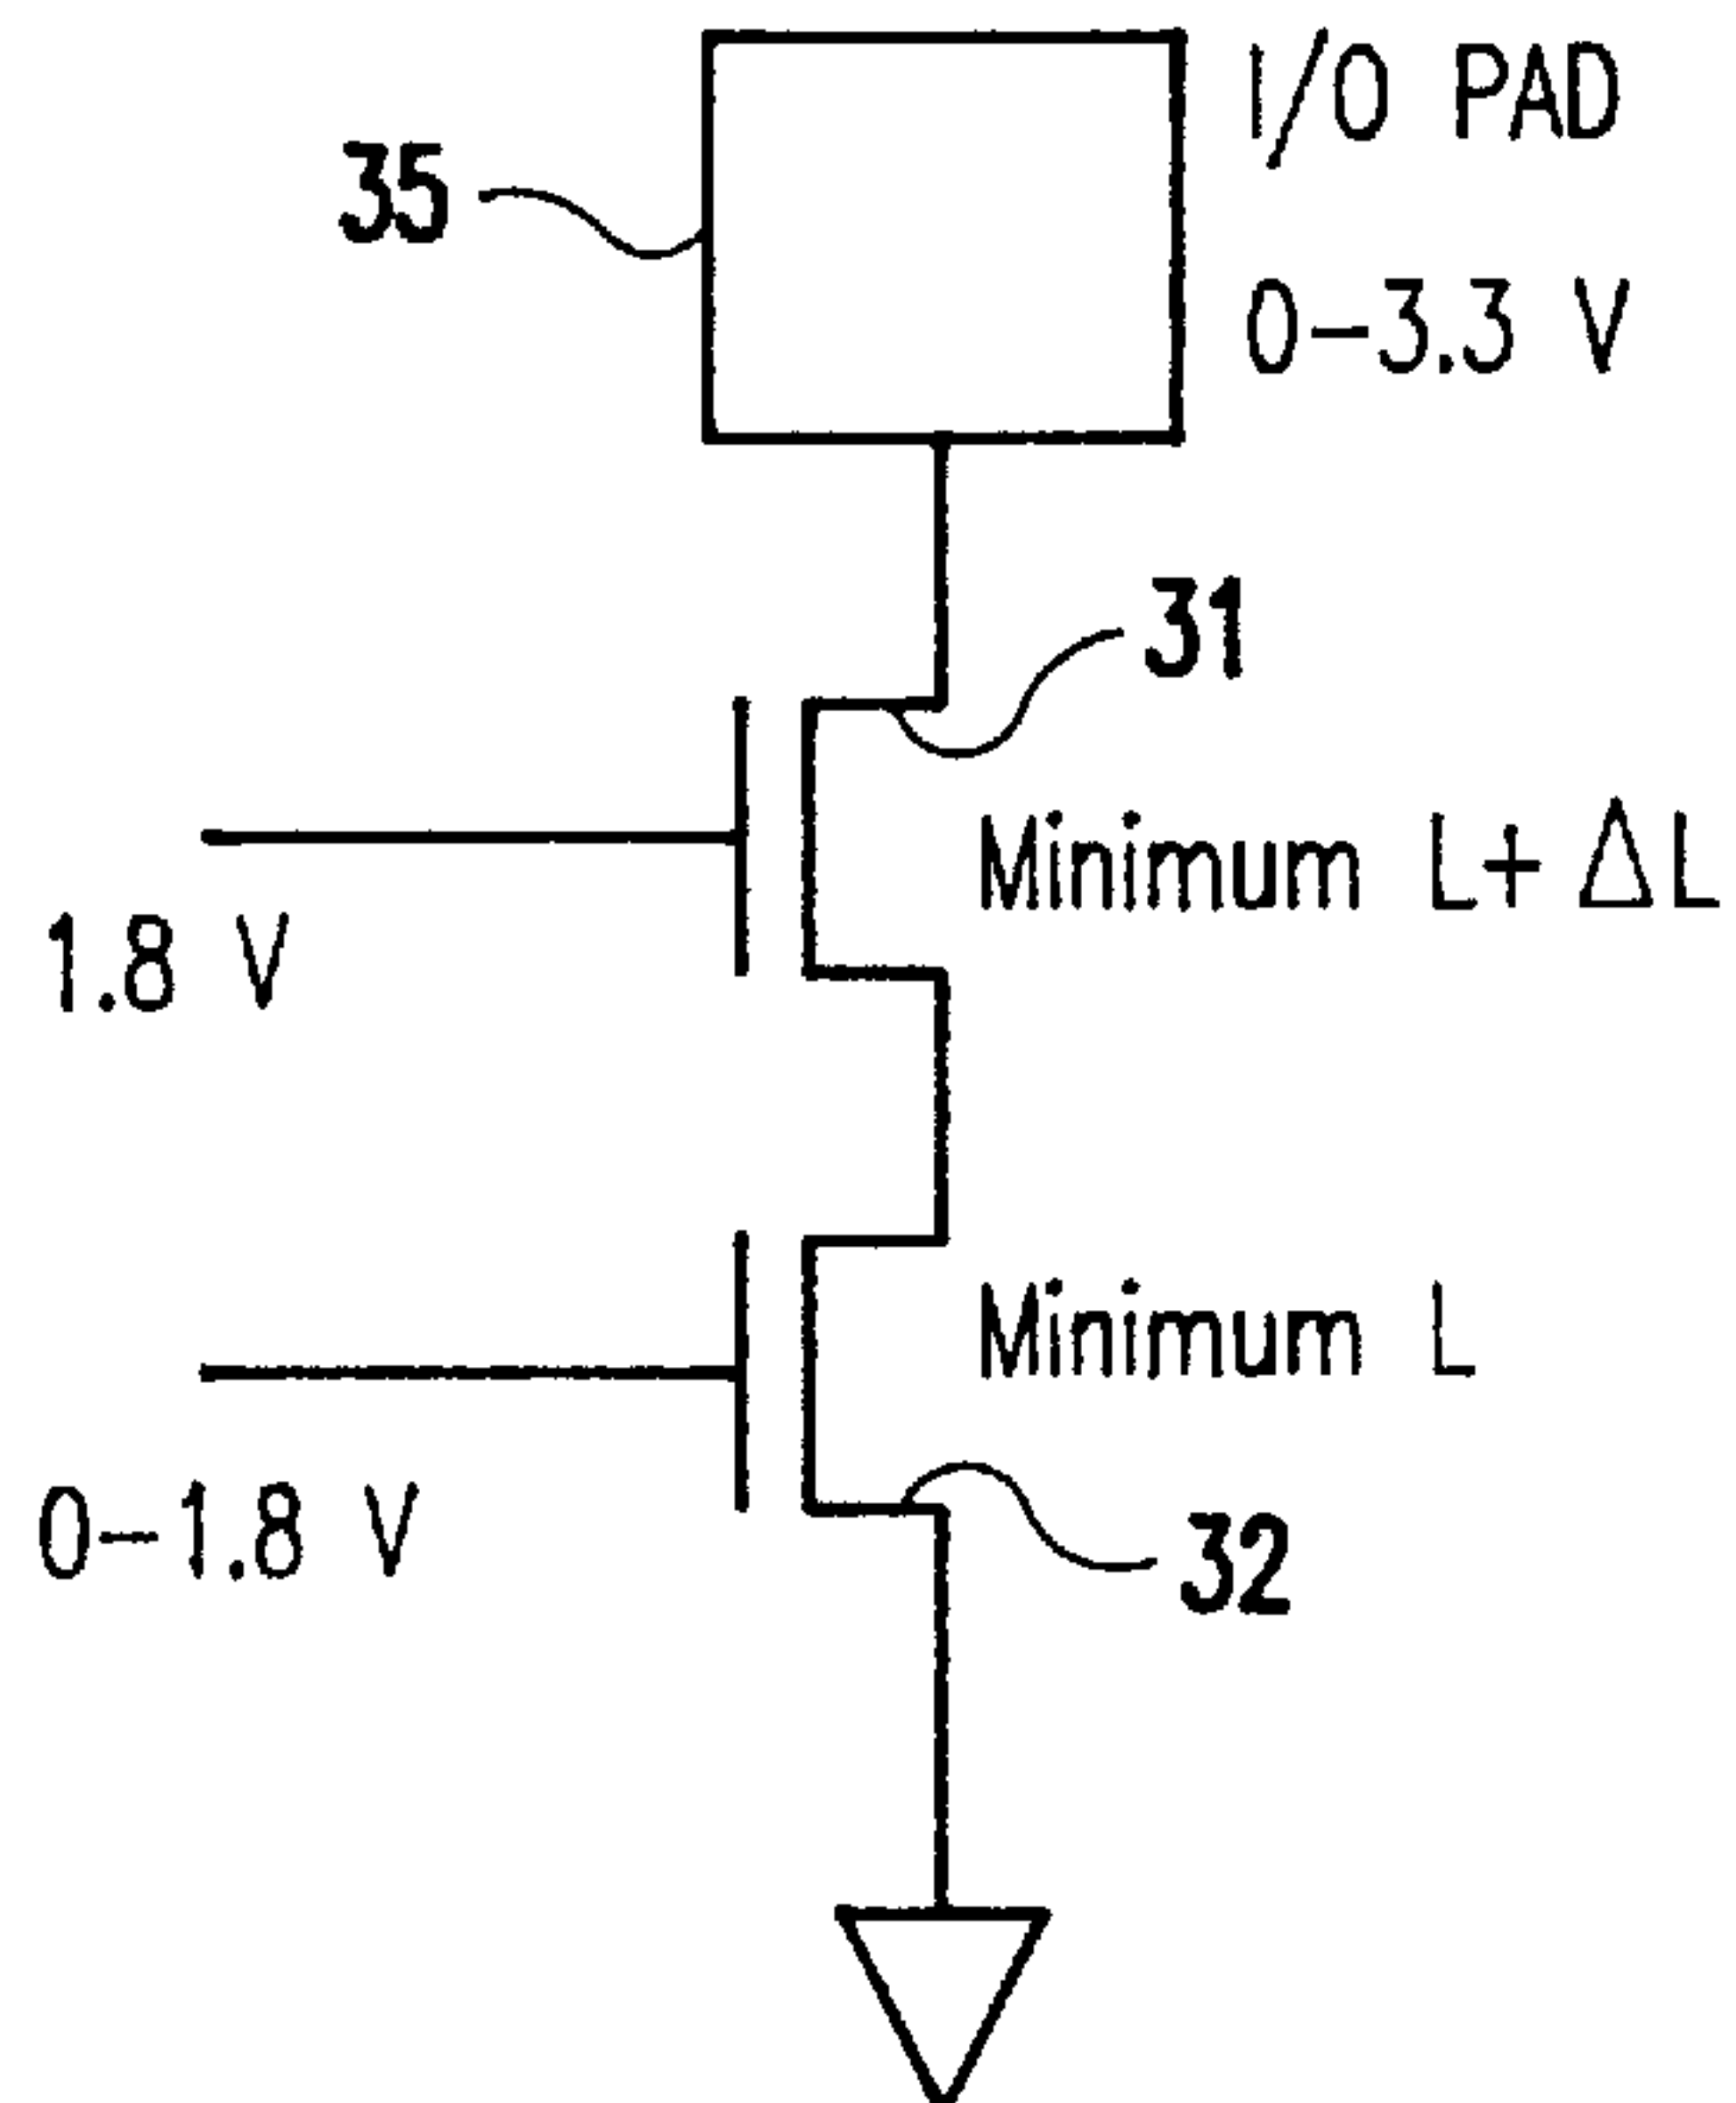 I/O PAD
35
0-3.3 V
31
Minimum L+ ΔL
1.8 V
Minimum L
0-1.8 V
32